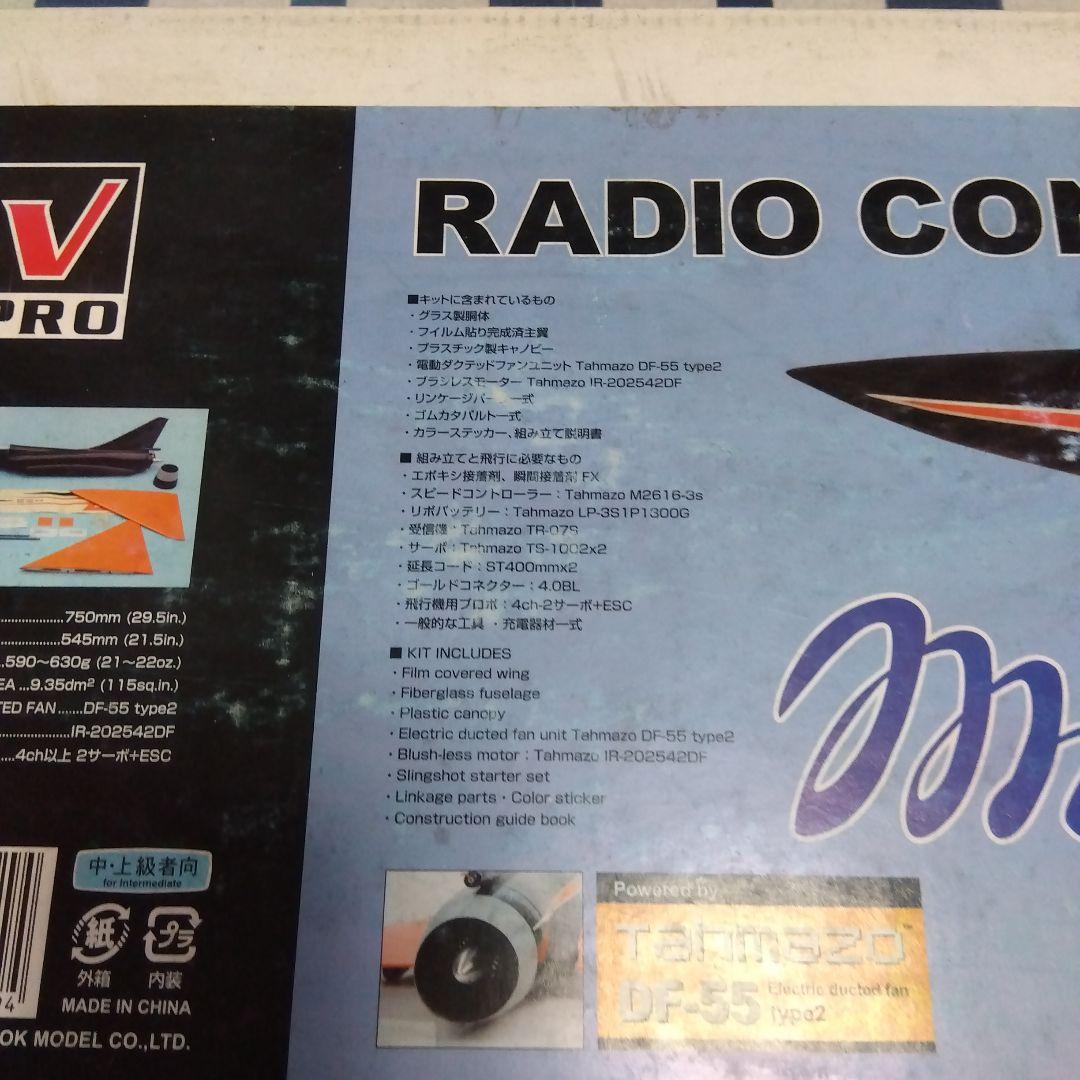 V
PRO
RADIO CON
■キットに含まれているもの
・グラス製胴体
・フイルム貼り完成済主翼
・プラスチック製キャノピー
・電動ダクテッドファンユニット Tahmazo DF-55 type2
・ブラシレスモーター Tahmazo IR-202542DF
・リンケージパーツ一式
・ゴムカタパルト一式
・カラーステッカー、組み立て説明書
■ 組み立てと飛行に必要なもの
・エポキシ接着剤、瞬間接着剤 FX
・スピードコントローラー：Tahmazo M2616-3s
・リポバッテリー：Tahmazo LP-3S1P1300G
・受信機：Tahmazo TR-07S
・サーボ：Tahmazo TS-1002x2
・延長コード：ST400mmx2
・ゴールドコネクター：4.0BL
・飛行機用プロポ：4ch-2サーボ+ESC
・一般的な工具・充電器材一式
■ KIT INCLUDES
・Film covered wing
・Fiberglass fuselage
・Plastic canopy
・Electric ducted fan unit Tahmazo DF-55 type2
・Blush-less motor：Tahmazo IR-202542DF
・Slingshot starter set
・Linkage parts・Color sticker
・Construction guide book
750mm (29.5in.)
545mm (21.5in.)
590〜630g (21〜22oz.)
EA ...9.35dm² (115sq.in.)
TED FAN.......DF-55 type2
IR-202542DF
4ch以上 2サーボ+ESC
中・上級者向
for Intermediate
紙
プラ
外箱
内装
4
MADE IN CHINA
OK MODEL CO.,LTD.
Powered by
Tahmazo
DF-55 Electric ducted fan
type2